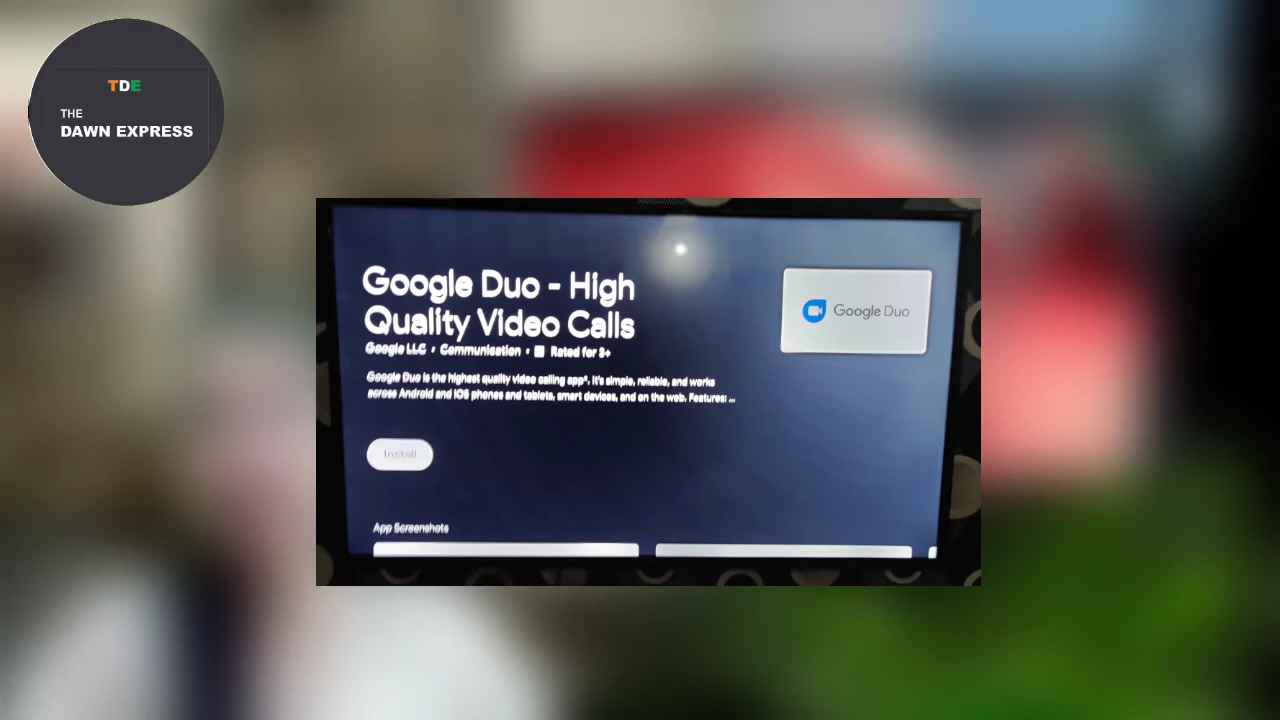 TDE
THE
DAWN EXPRESS
Google Duo - High
Quality Video Calls
Google LLC • Communication • Rated for 3+
Google Duo is the highest quality video calling app*. It's simple, reliable, and works
across Android and iOS phones and tablets, smart devices, and on the web. Features: ...
Google Duo
Install
App Screenshots